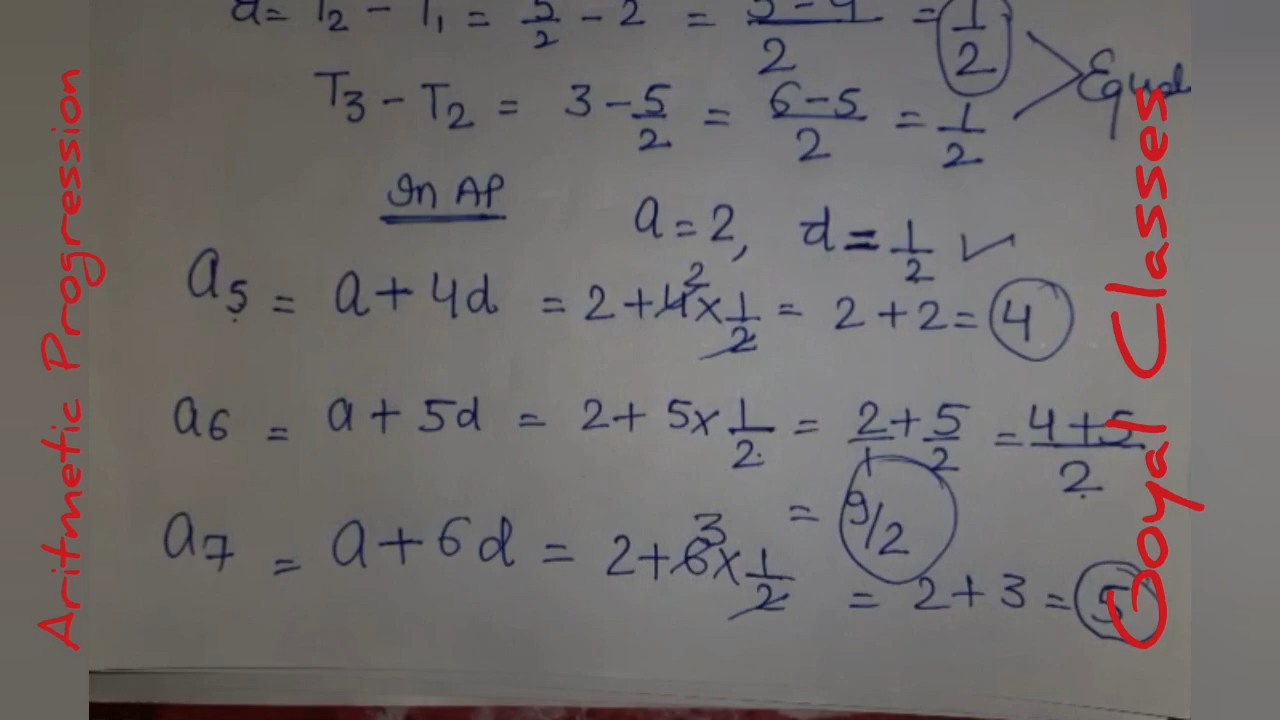 Aritmetic Progression
d = T₂ - T₁ = 5/2 - 2 = (5-4)/2 = 1/2
T₃ - T₂ = 3 - 5/2 = (6-5)/2 = 1/2
Equal
In AP
a = 2, d = 1/2 ✓
a₅ = a + 4d = 2 + 4² × 1/2 = 2 + 2 = 4
a₆ = a + 5d = 2 + 5 × 1/2 = 2/1 + 5/2 = (4+5)/2
= 9/2
a₇ = a + 6d = 2 + 6³ × 1/2 = 2 + 3 = 5
Goyal Classes